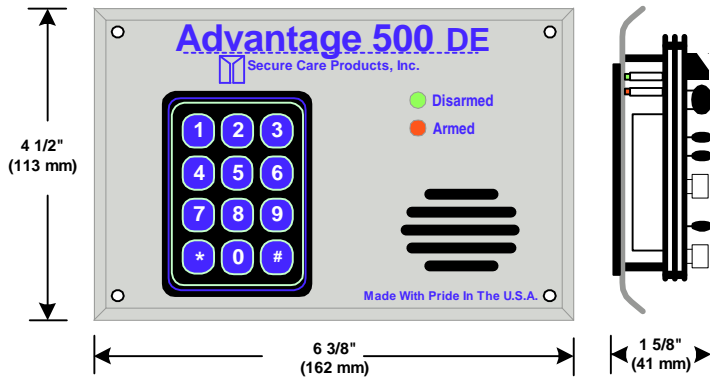 Advantage 500 DE
Secure Care Products, Inc.
Disarmed
Armed
1 2 3
4 5 6
7 8 9
* 0 #
Made With Pride In The U.S.A.
4 1/2"
(113 mm)
6 3/8"
(162 mm)
1 5/8"
(41 mm)